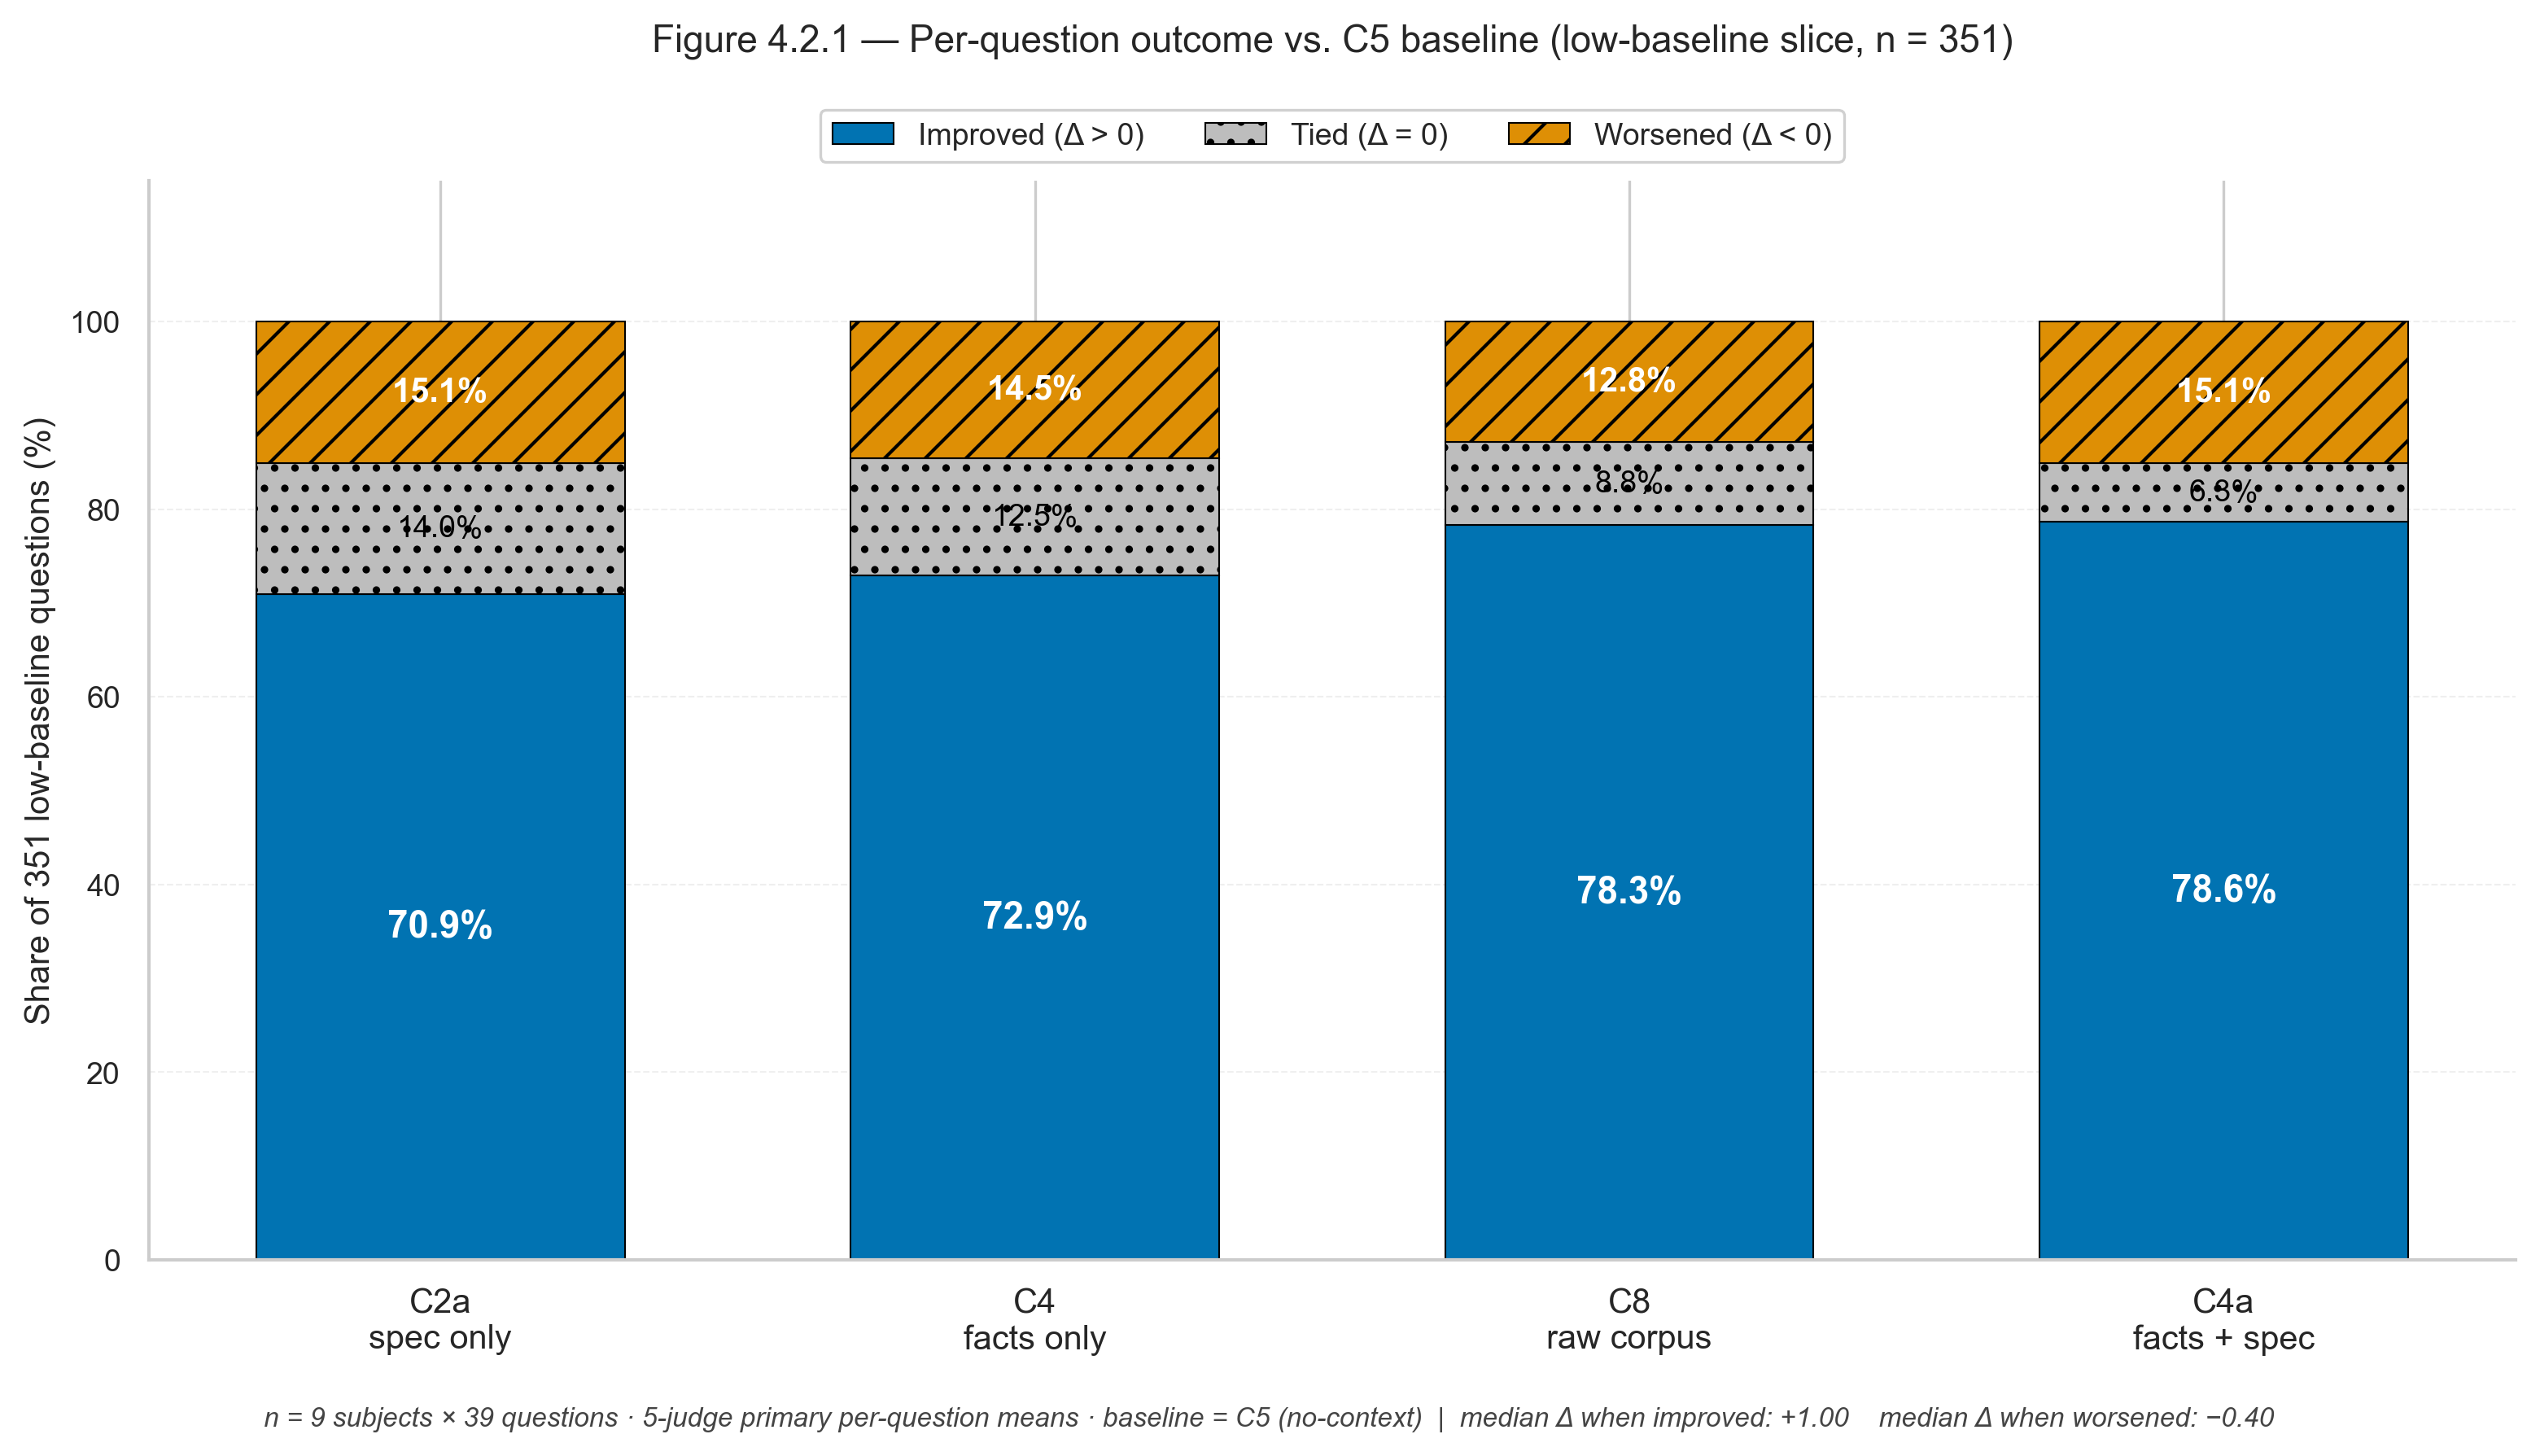 Figure 4.2.1 — Per-question outcome vs. C5 baseline (low-baseline slice, n = 351)
Improved (Δ > 0)
Tied (Δ = 0)
Worsened (Δ < 0)
Share of 351 low-baseline questions (%)
100
80
60
40
20
0
15.1%
14.5%
12.8%
15.1%
14.0%
12.5%
8.8%
6.3%
70.9%
72.9%
78.3%
78.6%
C2a
spec only
C4
facts only
C8
raw corpus
C4a
facts + spec
n = 9 subjects × 39 questions · 5-judge primary per-question means · baseline = C5 (no-context) | median Δ when improved: +1.00 median Δ when worsened: −0.40